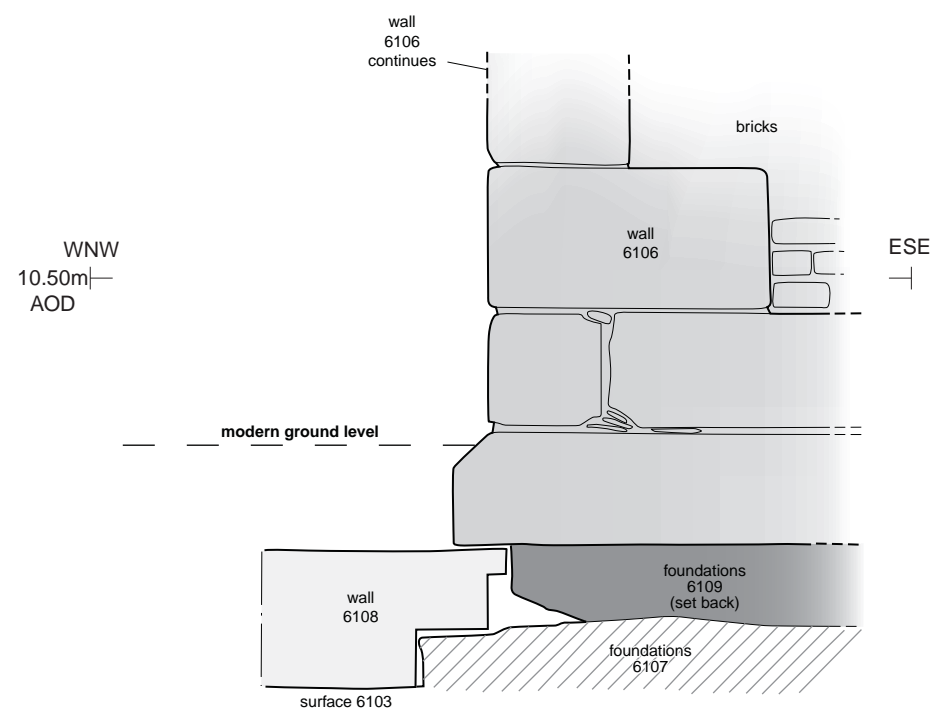 wall
6106
continues
bricks
wall
6106
WNW
10.50m
AOD
ESE
modern ground level
foundations
6109
(set back)
wall
6108
foundations
6107
surface 6103